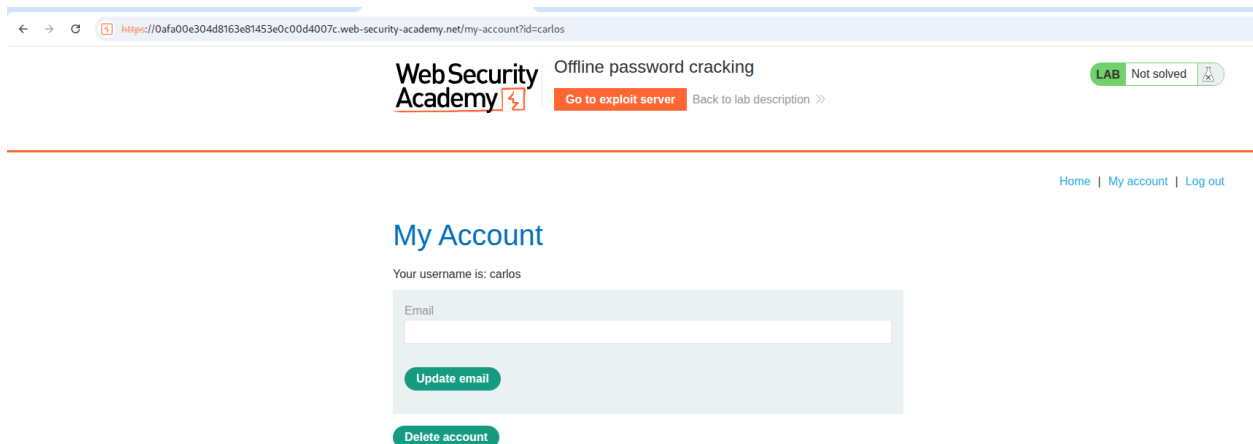 https://0afa00e304d8163e81453e0c00d4007c.web-security-academy.net/my-account?id=carlos
Web Security
Academy
Offline password cracking
Go to exploit server
Back to lab description
LAB Not solved
Home | My account | Log out
My Account
Your username is: carlos
Email
Update email
Delete account